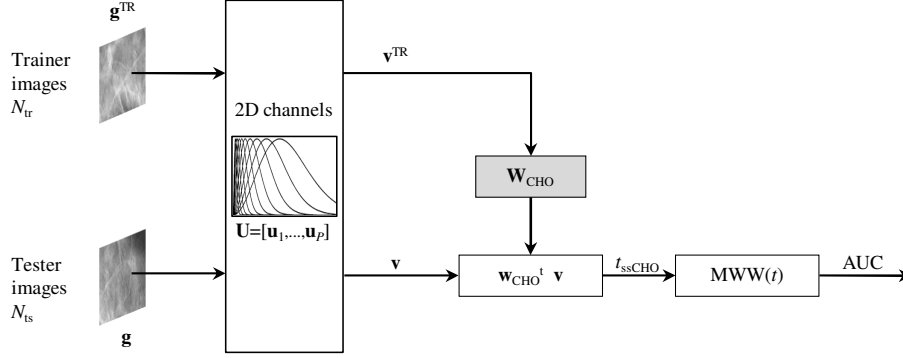 g^TR
Trainer
images
N_tr
v^TR
2D channels
W_CHO
U=[u_1,...,u_P]
Tester
images
N_ts
g
v
w_CHO^t v
t_ssCHO
MWW(t)
AUC